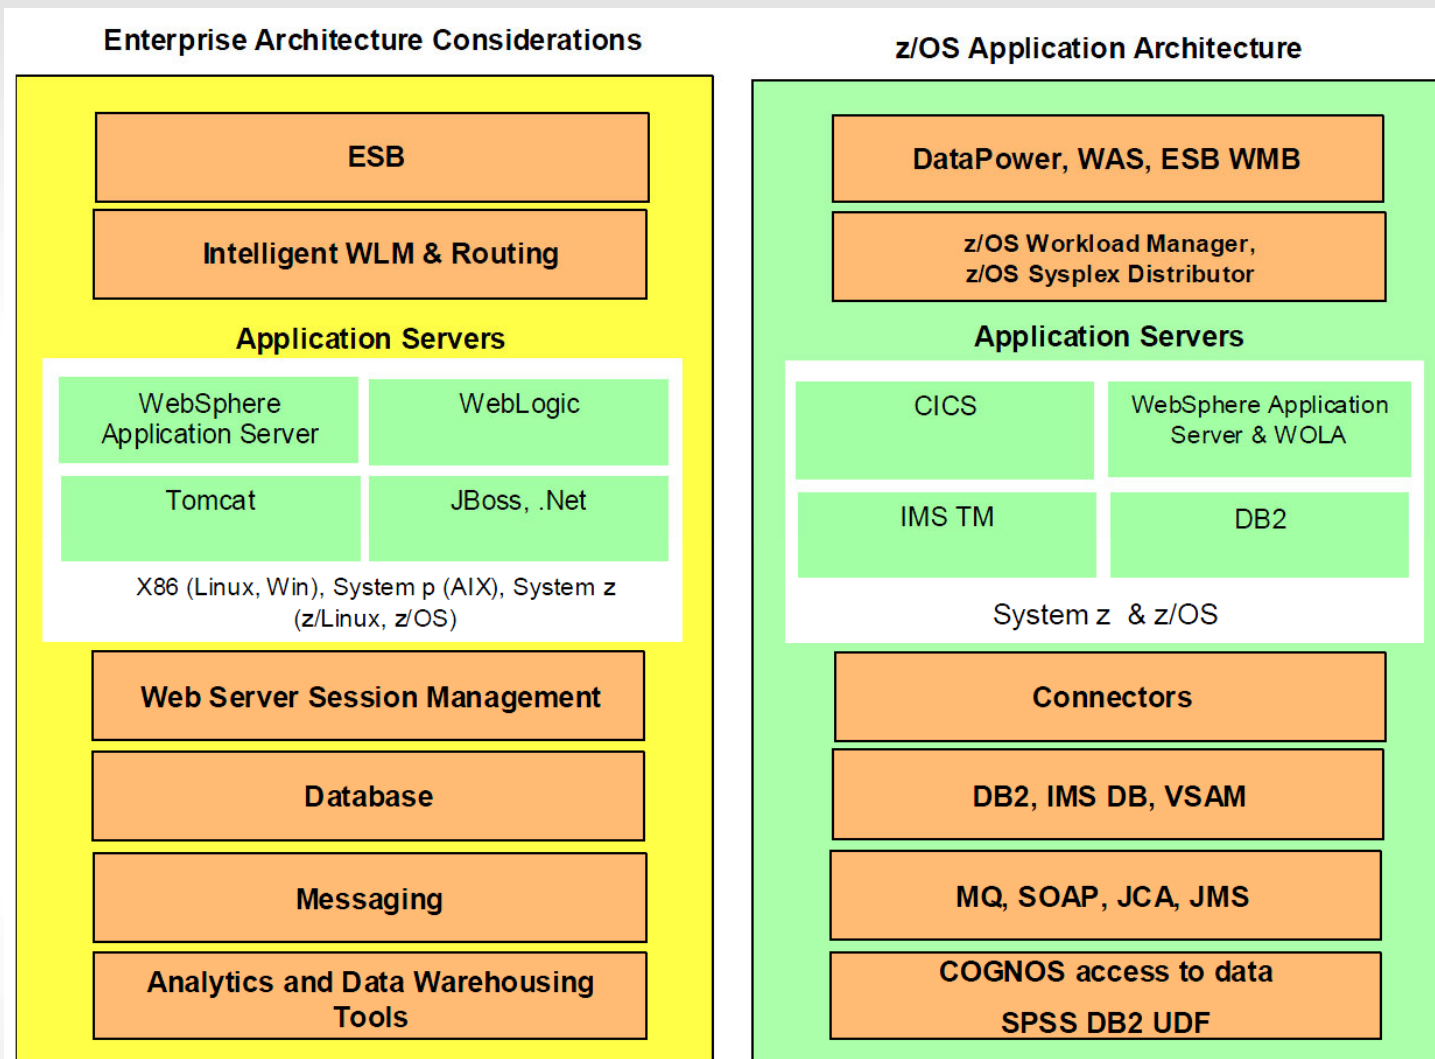 Enterprise Architecture Considerations
ESB
Intelligent WLM & Routing
Application Servers
WebSphere
Application Server
WebLogic
Tomcat
JBoss, .Net
X86 (Linux, Win), System p (AIX), System z
(z/Linux, z/OS)
Web Server Session Management
Database
Messaging
Analytics and Data Warehousing
Tools
z/OS Application Architecture
DataPower, WAS, ESB WMB
z/OS Workload Manager,
z/OS Sysplex Distributor
Application Servers
CICS
WebSphere Application
Server & WOLA
IMS TM
DB2
System z & z/OS
Connectors
DB2, IMS DB, VSAM
MQ, SOAP, JCA, JMS
COGNOS access to data
SPSS DB2 UDF